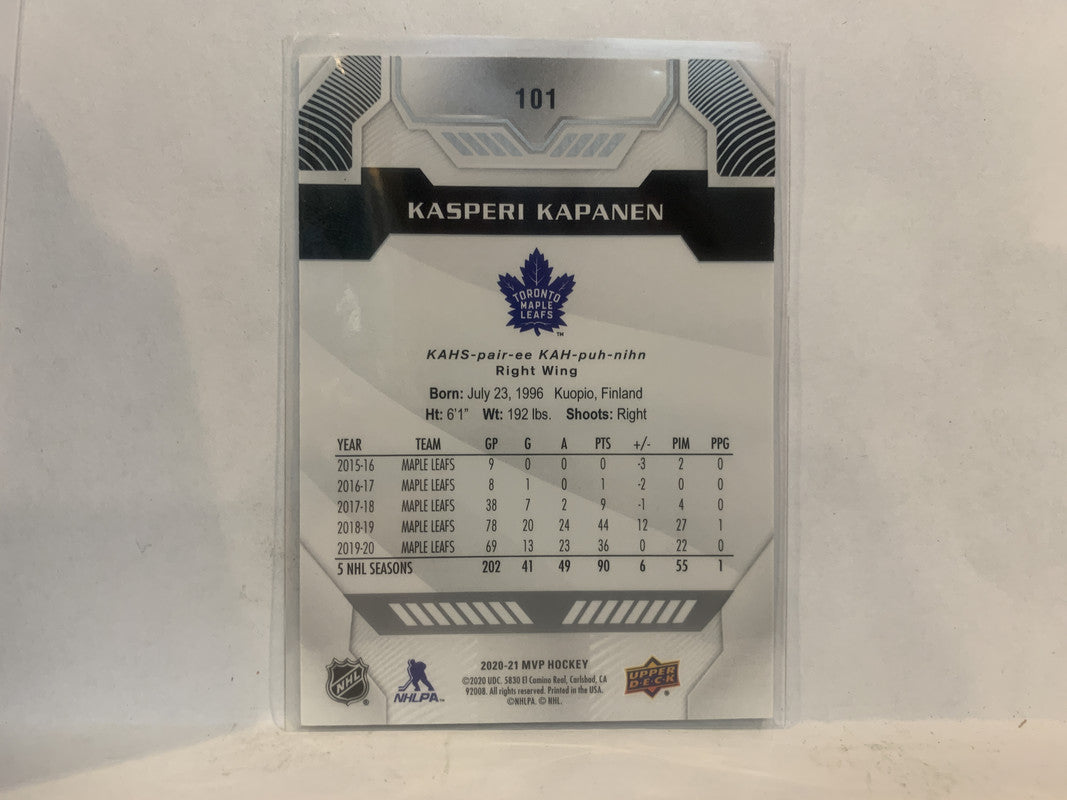 101
KASPERI KAPANEN
TORONTO
MAPLE
LEAFS
TM
KAHS-pair-ee KAH-puh-nihn
Right Wing
Born: July 23, 1996 Kuopio, Finland
Ht: 6'1" Wt: 192 lbs. Shoots: Right
YEAR TEAM GP G A PTS +/- PIM PPG
2015-16 MAPLE LEAFS 9 0 0 0 -3 2 0
2016-17 MAPLE LEAFS 8 1 0 1 -2 0 0
2017-18 MAPLE LEAFS 38 7 2 9 -1 4 0
2018-19 MAPLE LEAFS 78 20 24 44 12 27 1
2019-20 MAPLE LEAFS 69 13 23 36 0 22 0
5 NHL SEASONS 202 41 49 90 6 55 1
2020-21 MVP HOCKEY
©2020 UDC. 5830 El Camino Real, Carlsbad, CA
92008. All rights reserved. Printed in the USA.
©NHLPA. © NHL.
NHL ®
NHLPA™
UPPER
DECK ®